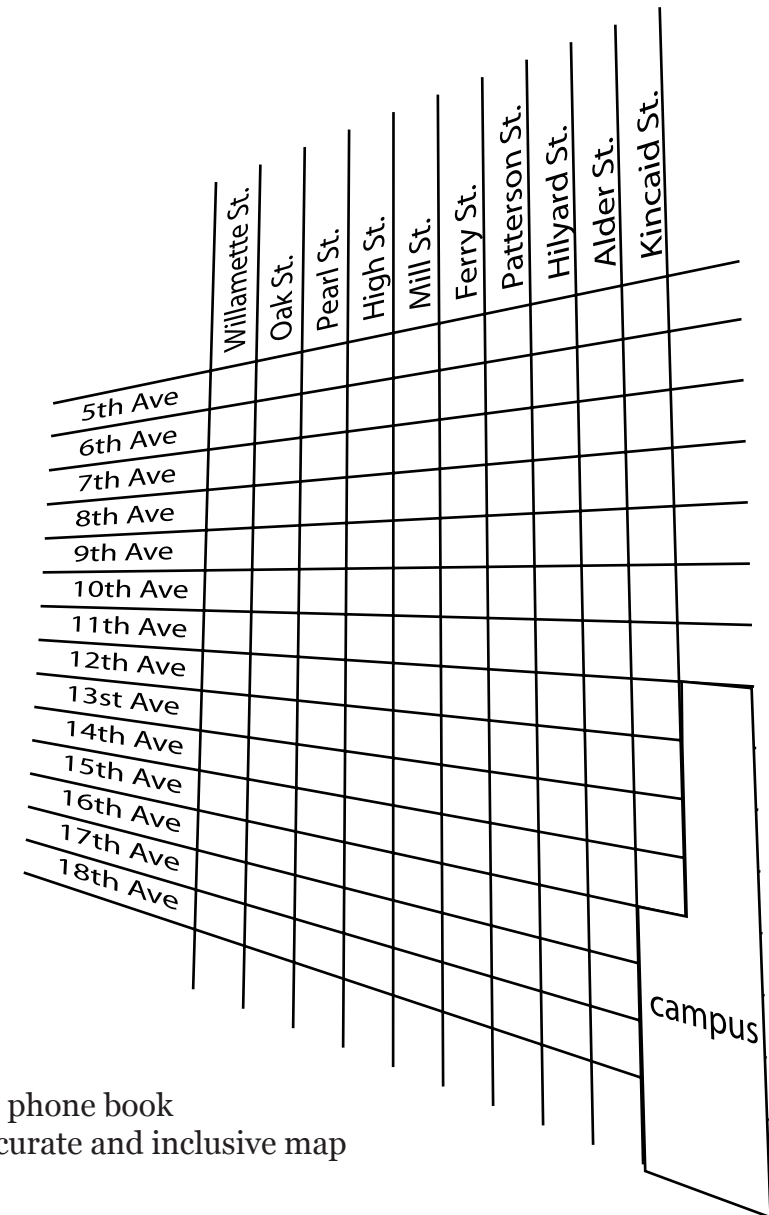 Willamette St.
Oak St.
Pearl St.
High St.
Mill St.
Ferry St.
Patterson St.
Hilyard St.
Alder St.
Kincaid St.
5th Ave
6th Ave
7th Ave
8th Ave
9th Ave
10th Ave
11th Ave
12th Ave
13st Ave
14th Ave
15th Ave
16th Ave
17th Ave
18th Ave
campus
phone book
curate and inclusive map